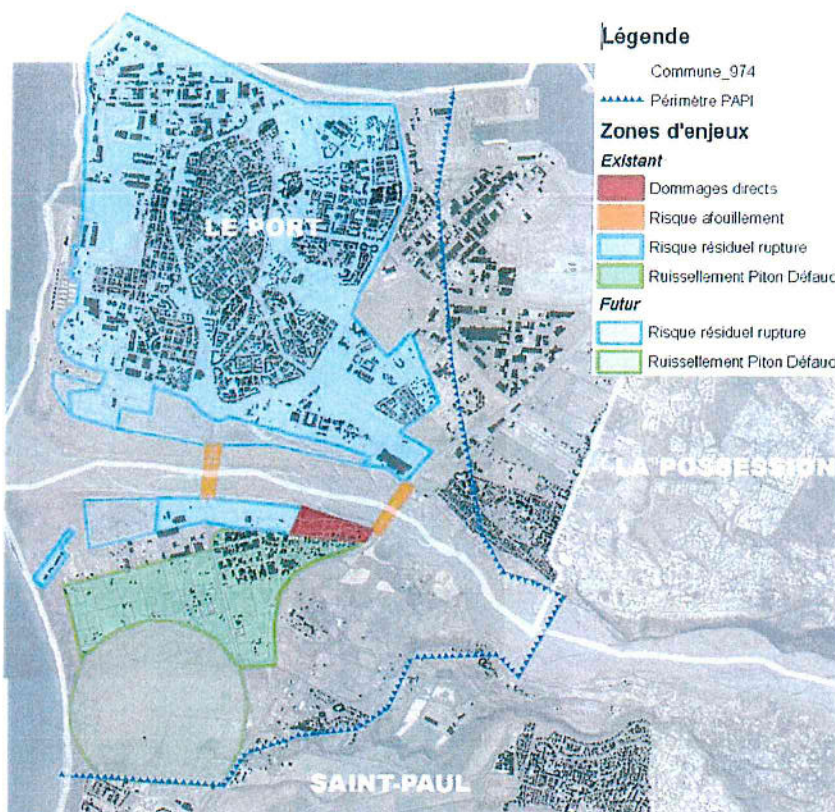 Légende
Commune_974
Périmètre PAPI
Zones d'enjeux
Existant
Dommages directs
Risque afouillement
Risque résiduel rupture
Ruissellement Piton Défaud
Futur
Risque résiduel rupture
Ruissellement Piton Défaud
LE PORT
LA POSSESSION
SAINT-PAUL